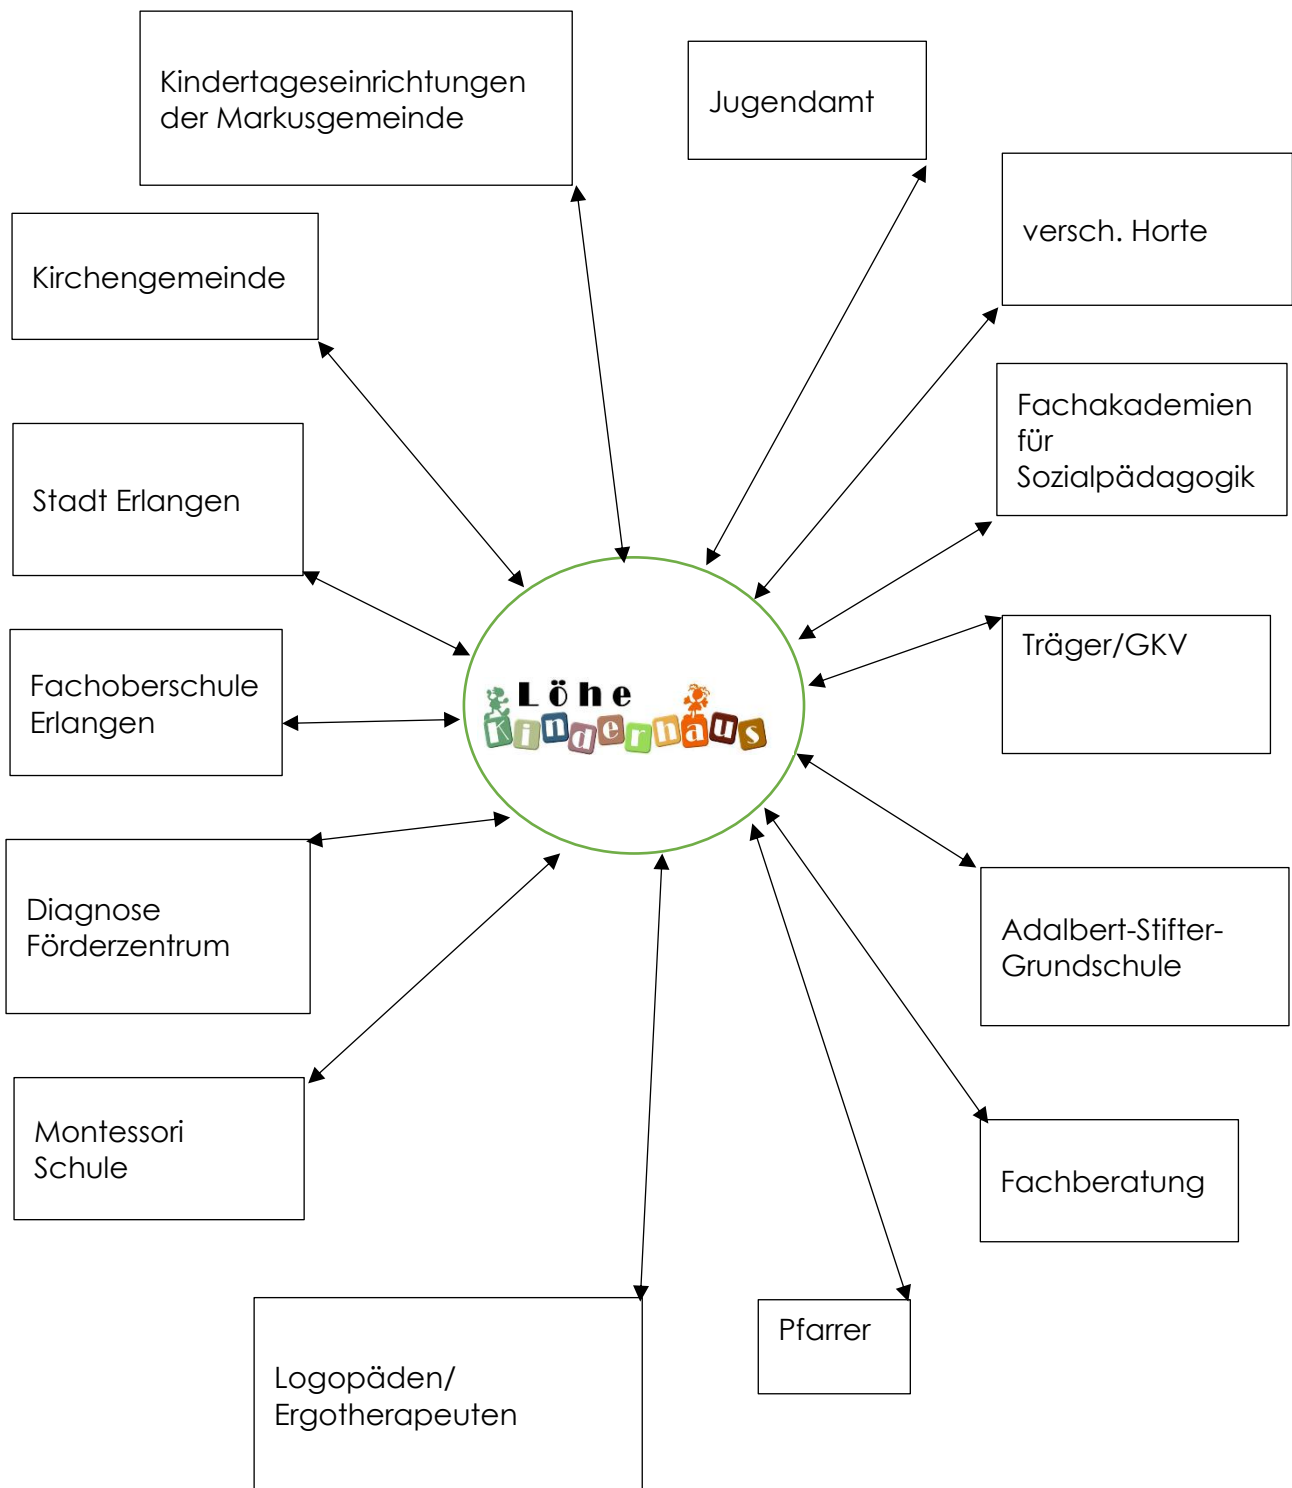 Kindertageseinrichtungen
der Markusgemeinde
Jugendamt
versch. Horte
Kirchengemeinde
Fachakademien
für
Sozialpädagogik
Stadt Erlangen
Träger/GKV
Fachoberschule
Erlangen
Löhe
Kinderhaus
Diagnose
Förderzentrum
Adalbert-Stifter-
Grundschule
Montessori
Schule
Fachberatung
Pfarrer
Logopäden/
Ergotherapeuten